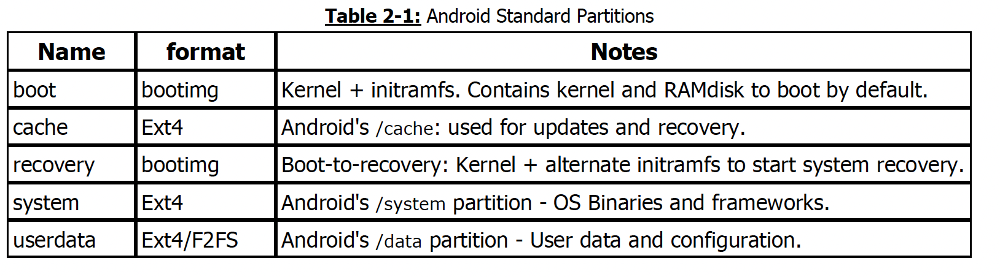 Table 2-1: Android Standard Partitions
Name format Notes
boot bootimg Kernel + initramfs. Contains kernel and RAMdisk to boot by default.
cache Ext4 Android's /cache: used for updates and recovery.
recovery bootimg Boot-to-recovery: Kernel + alternate initramfs to start system recovery.
system Ext4 Android's /system partition - OS Binaries and frameworks.
userdata Ext4/F2FS Android's /data partition - User data and configuration.